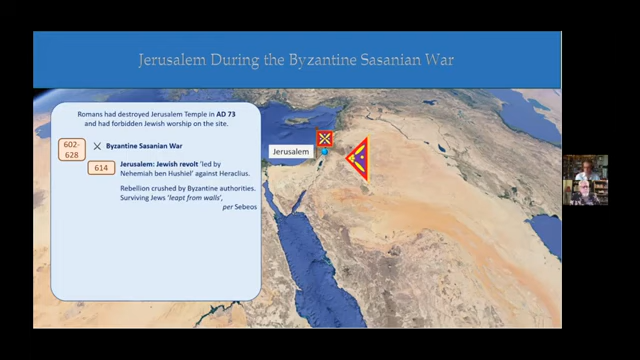 Jerusalem During the Byzantine Sasanian War
Romans had destroyed Jerusalem Temple in AD 73
and had forbidden Jewish worship on the site.
602-
628
Byzantine Sasanian War
614
Jerusalem: Jewish revolt 'led by
Nehemiah ben Hushiel' against Heraclius.
Rebellion crushed by Byzantine authorities.
Surviving Jews 'leapt from walls',
per Sebeos
Jerusalem